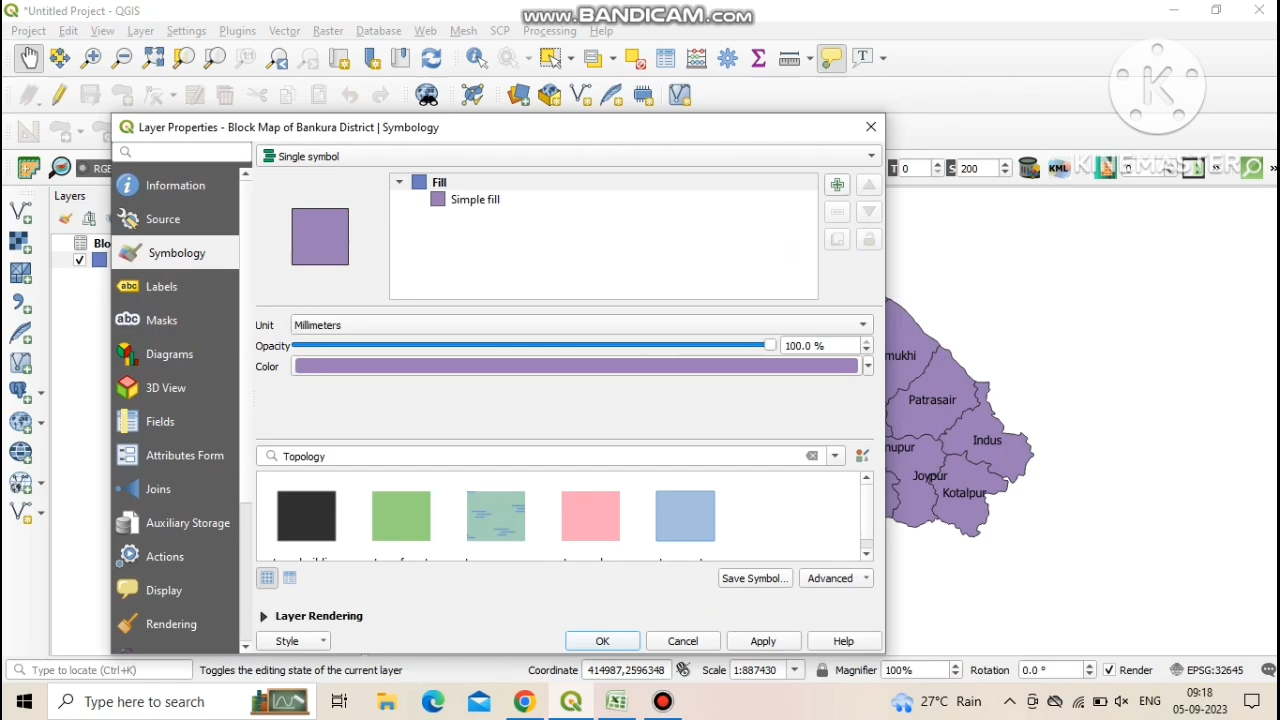 *Untitled Project - QGIS
www.BANDICAM.com
Project Edit View Layer Settings Plugins Vector Raster Database Web Mesh SCP Processing Help
K
KINEMASTER
Layer Properties - Block Map of Bankura District | Symbology
Single symbol
RGB
T 0
S 200
KML
Layers
Blo
Information
Source
Symbology
Labels
Masks
Diagrams
3D View
Fields
Attributes Form
Joins
Auxiliary Storage
Actions
Display
Rendering
Fill
Simple fill
Unit Millimeters
Opacity 100.0 %
Color
Topology
Save Symbol...
Advanced
Layer Rendering
Style
OK
Cancel
Apply
Help
mukhi
Patrasair
Indus
nupur
Joypur
Kotalpur
Type to locate (Ctrl+K)
Toggles the editing state of the current layer
Coordinate 414987,2596348
Scale 1:887430
Magnifier 100%
Rotation 0.0 °
Render
EPSG:32645
Type here to search
27°C Rain
ENG
09:18
05-09-2023